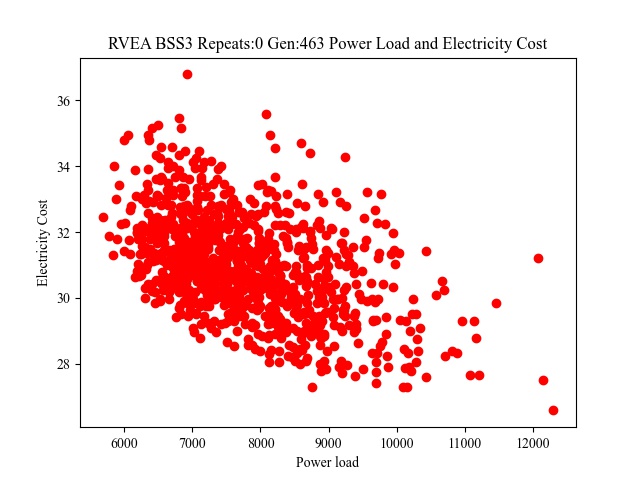 RVEA BSS3 Repeats:0 Gen:463 Power Load and Electricity Cost
Electricity Cost
36
34
32
30
28
6000 7000 8000 9000 10000 11000 12000
Power load